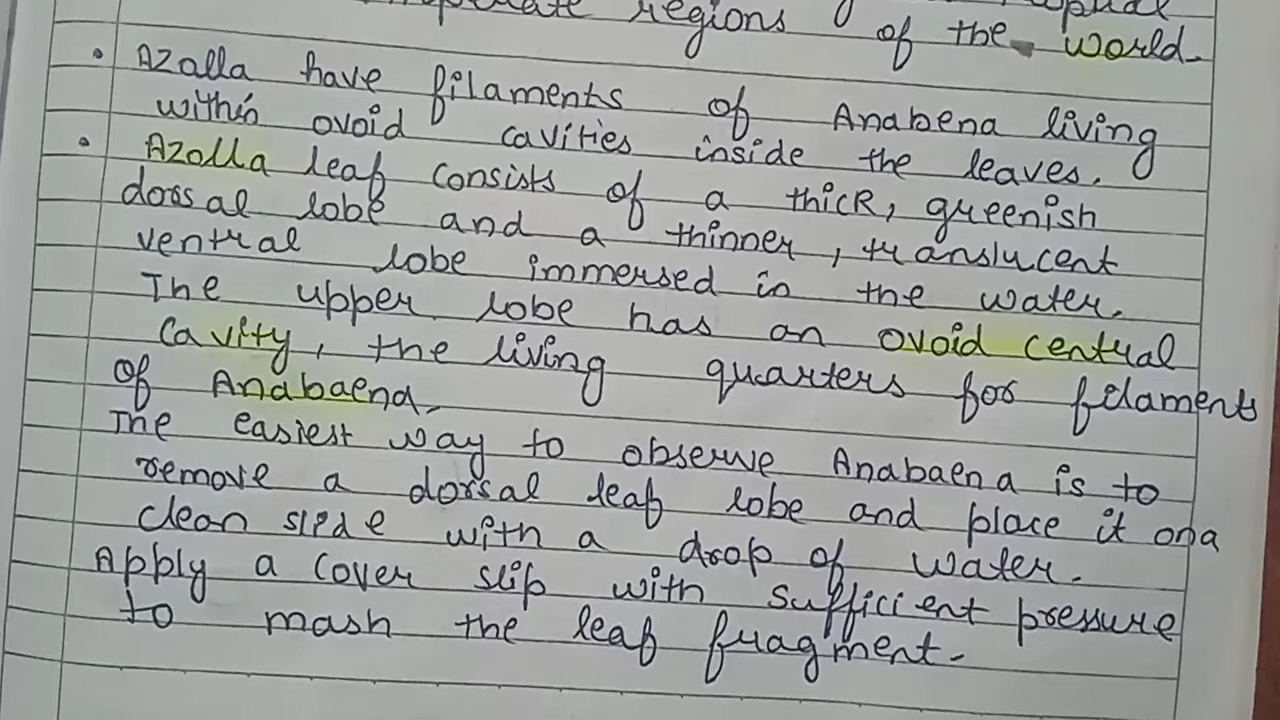 regions of the world.
• Azalla have filaments of Anabena living
within ovoid cavities inside the leaves.
• Azolla leaf consists of a thick, greenish
dorsal lobe and a thinner, translucent
ventral lobe immersed in the water.
The upper lobe has an ovoid central
cavity, the living quarters for filaments
of Anabaena.
The easiest way to observe Anabaena is to
remove a dorsal leaf lobe and place it on a
clean slide with a drop of water.
Apply a cover slip with sufficient pressure
to mash the leaf fragment.